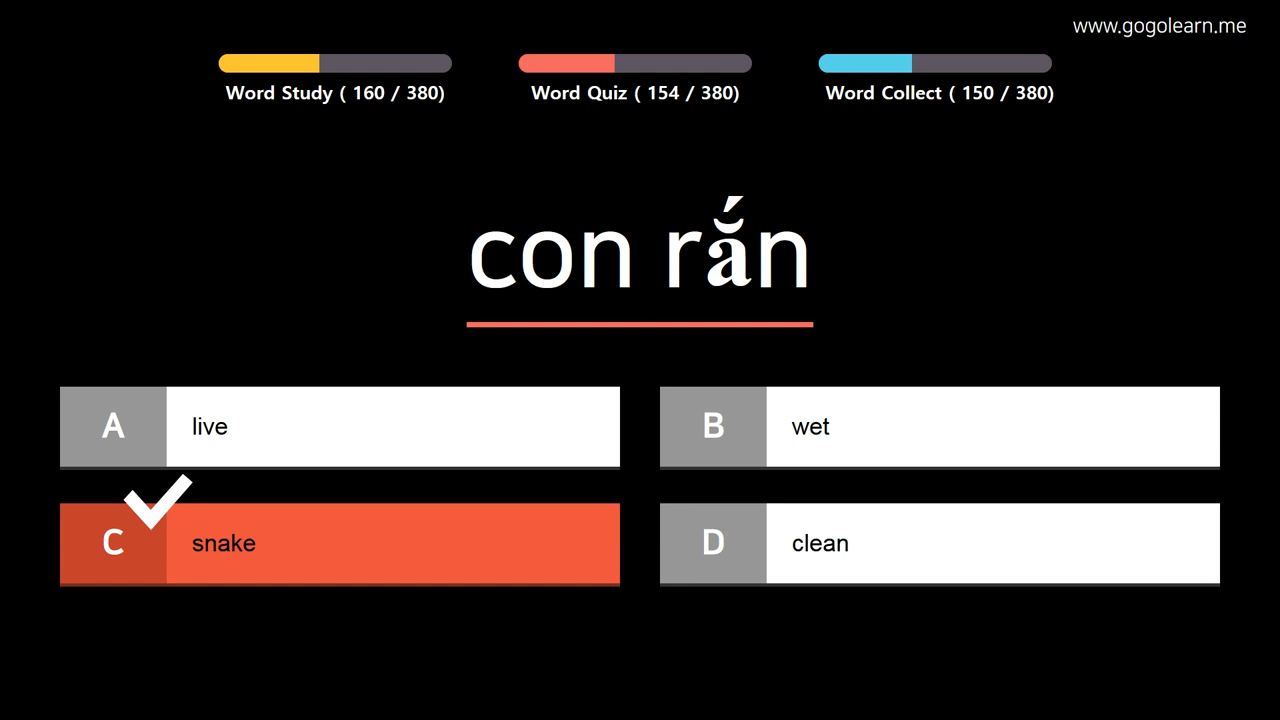 www.gogolearn.me
Word Study ( 160 / 380)
Word Quiz ( 154 / 380)
Word Collect ( 150 / 380)
con rắn
A live
B wet
C snake
D clean